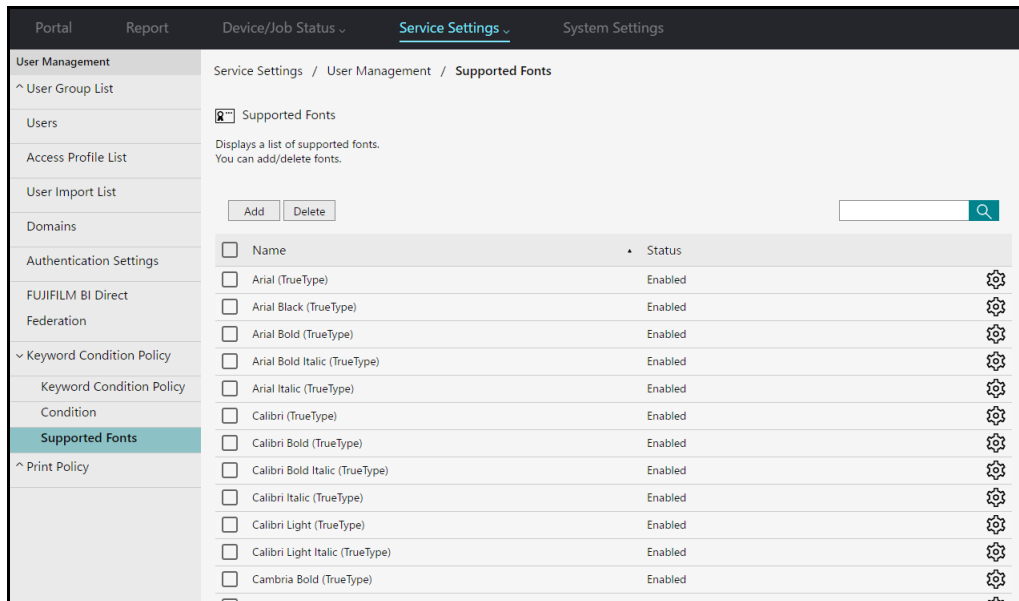 Portal Report Device/Job Status Service Settings System Settings
User Management
User Group List
Users
Access Profile List
User Import List
Domains
Authentication Settings
FUJIFILM BI Direct
Federation
Keyword Condition Policy
Keyword Condition Policy
Condition
Supported Fonts
Print Policy
Service Settings / User Management / Supported Fonts
Supported Fonts
Displays a list of supported fonts.
You can add/delete fonts.
Add Delete
Name Status
Arial (TrueType) Enabled
Arial Black (TrueType) Enabled
Arial Bold (TrueType) Enabled
Arial Bold Italic (TrueType) Enabled
Arial Italic (TrueType) Enabled
Calibri (TrueType) Enabled
Calibri Bold (TrueType) Enabled
Calibri Bold Italic (TrueType) Enabled
Calibri Italic (TrueType) Enabled
Calibri Light (TrueType) Enabled
Calibri Light Italic (TrueType) Enabled
Cambria Bold (TrueType) Enabled